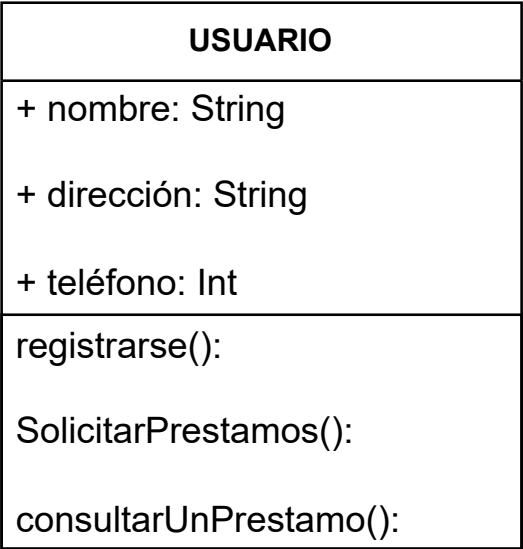 USUARIO
+ nombre: String
+ dirección: String
+ teléfono: Int
registrarse():
SolicitarPrestamos():
consultarUnPrestamo():